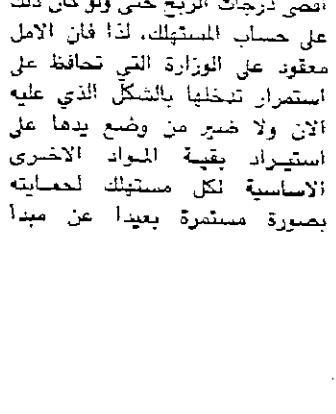 اقصى درجات الربح حتى ولو كان ذلك
على حساب المستهلك، لذا فان الامل
معقود على الوزارة التي تحافظ على
استمرار تدخلها بالشكل الذي عليه
الان ولا ضير من وضع يدها على
استيراد بقية المواد الاخرى
الاساسية لكل مستهلك لحمايته
بصورة مستمرة بعيدا عن مبدأ